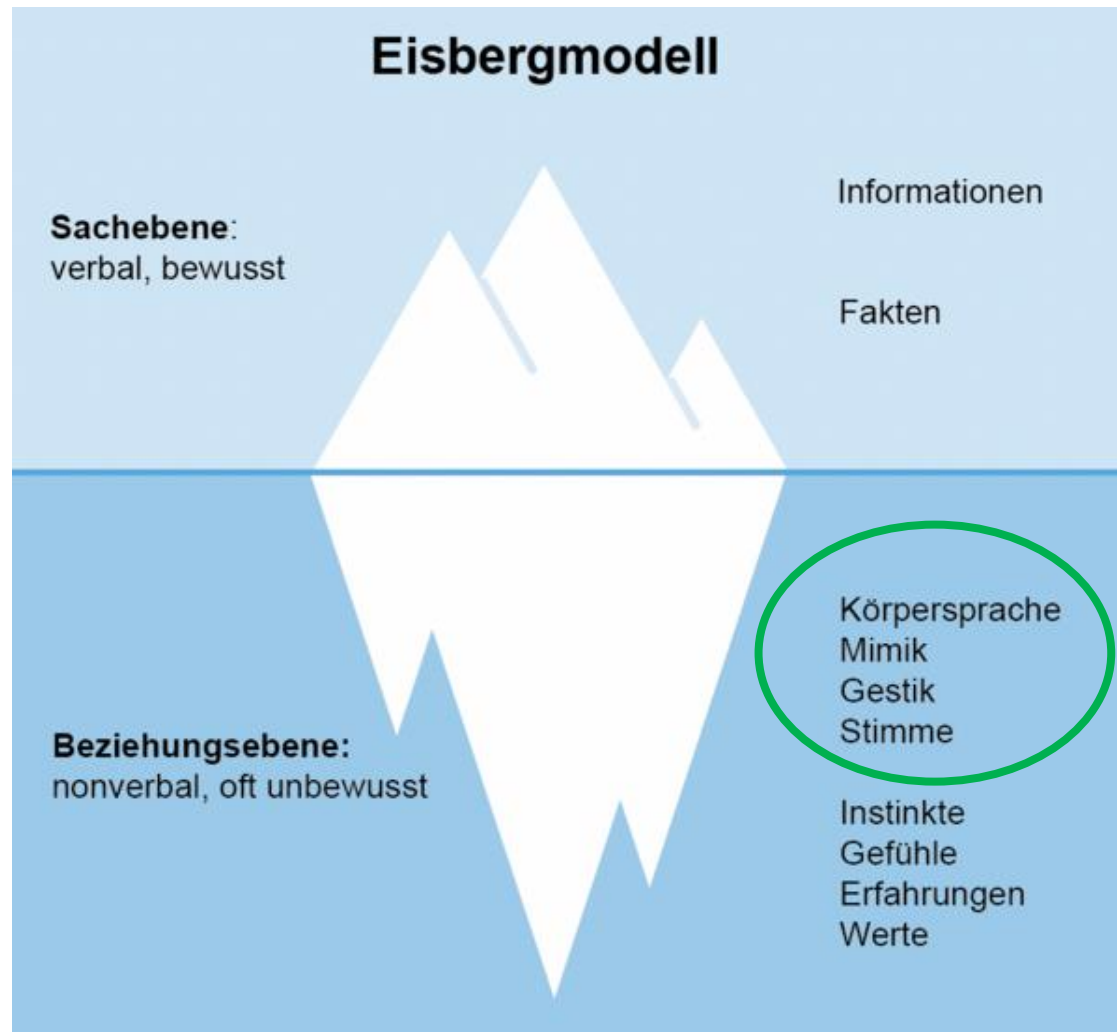 Eisbergmodell
Sachebene:
verbal, bewusst
Informationen
Fakten
Beziehungsebene:
nonverbal, oft unbewusst
Körpersprache
Mimik
Gestik
Stimme
Instinkte
Gefühle
Erfahrungen
Werte